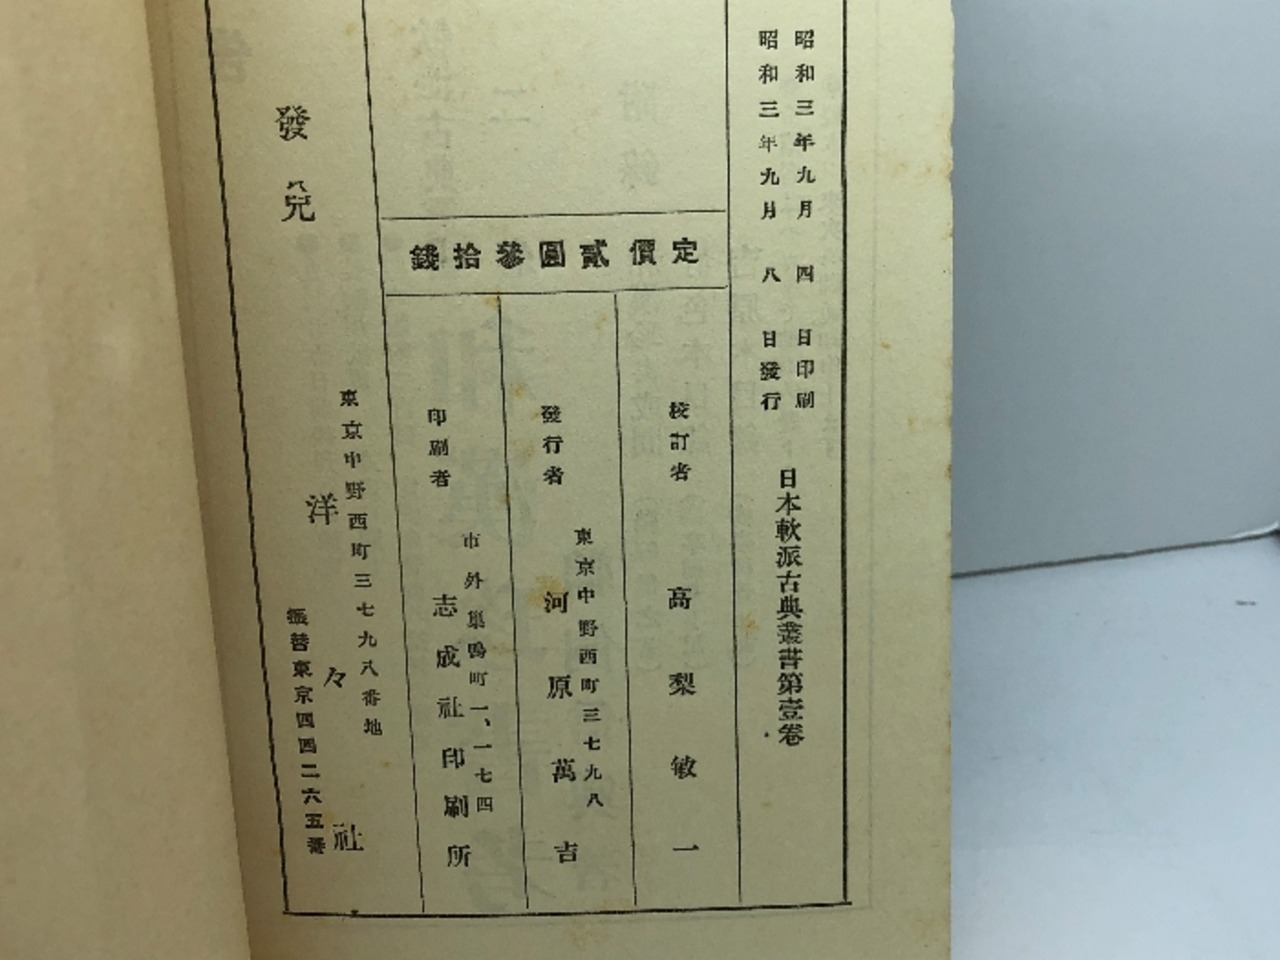 昭和三年九月四日印刷
昭和三年九月八日發行
日本軟派古典叢書第壹卷
定價貳圓參拾錢
校訂者
高梨敏一
發行者
東京中野西町三七九八
河原萬吉
印刷者
市外巢鴨町一、一七四
志成社印刷所
東京中野西町三七九八番地
發兌
洋々社
振替東京四四二六五番